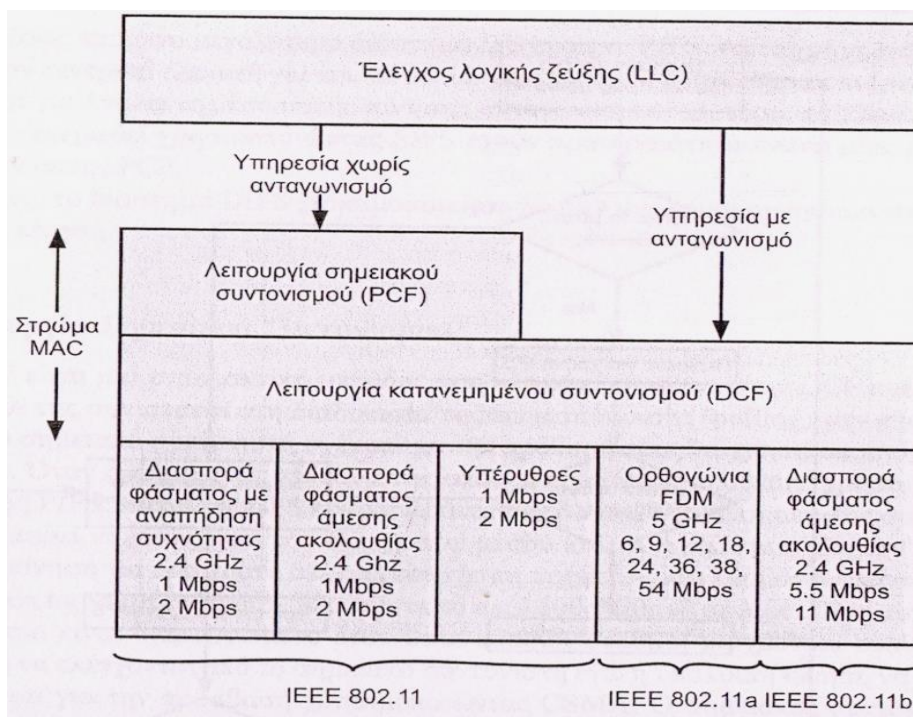 Έλεγχος λογικής ζεύξης (LLC)
Υπηρεσία χωρίς
ανταγωνισμό
Υπηρεσία με
ανταγωνισμό
Λειτουργία σημειακού
συντονισμού (PCF)
Στρώμα
MAC
Λειτουργία κατανεμημένου συντονισμού (DCF)
Διασπορά
φάσματος με
αναπήδηση
συχνότητας
2.4 GHz
1 Mbps
2 Mbps
Διασπορά
φάσματος
άμεσης
ακολουθίας
2.4 Ghz
1 Mbps
2 Mbps
Υπέρυθρες
1 Mbps
2 Mbps
Ορθογώνια
FDM
5 GHz
6, 9, 12, 18,
24, 36, 38,
54 Mbps
Διασπορά
φάσματος
άμεσης
ακολουθίας
2.4 GHz
5.5 Mbps
11 Mbps
IEEE 802.11
IEEE 802.11a
IEEE 802.11b